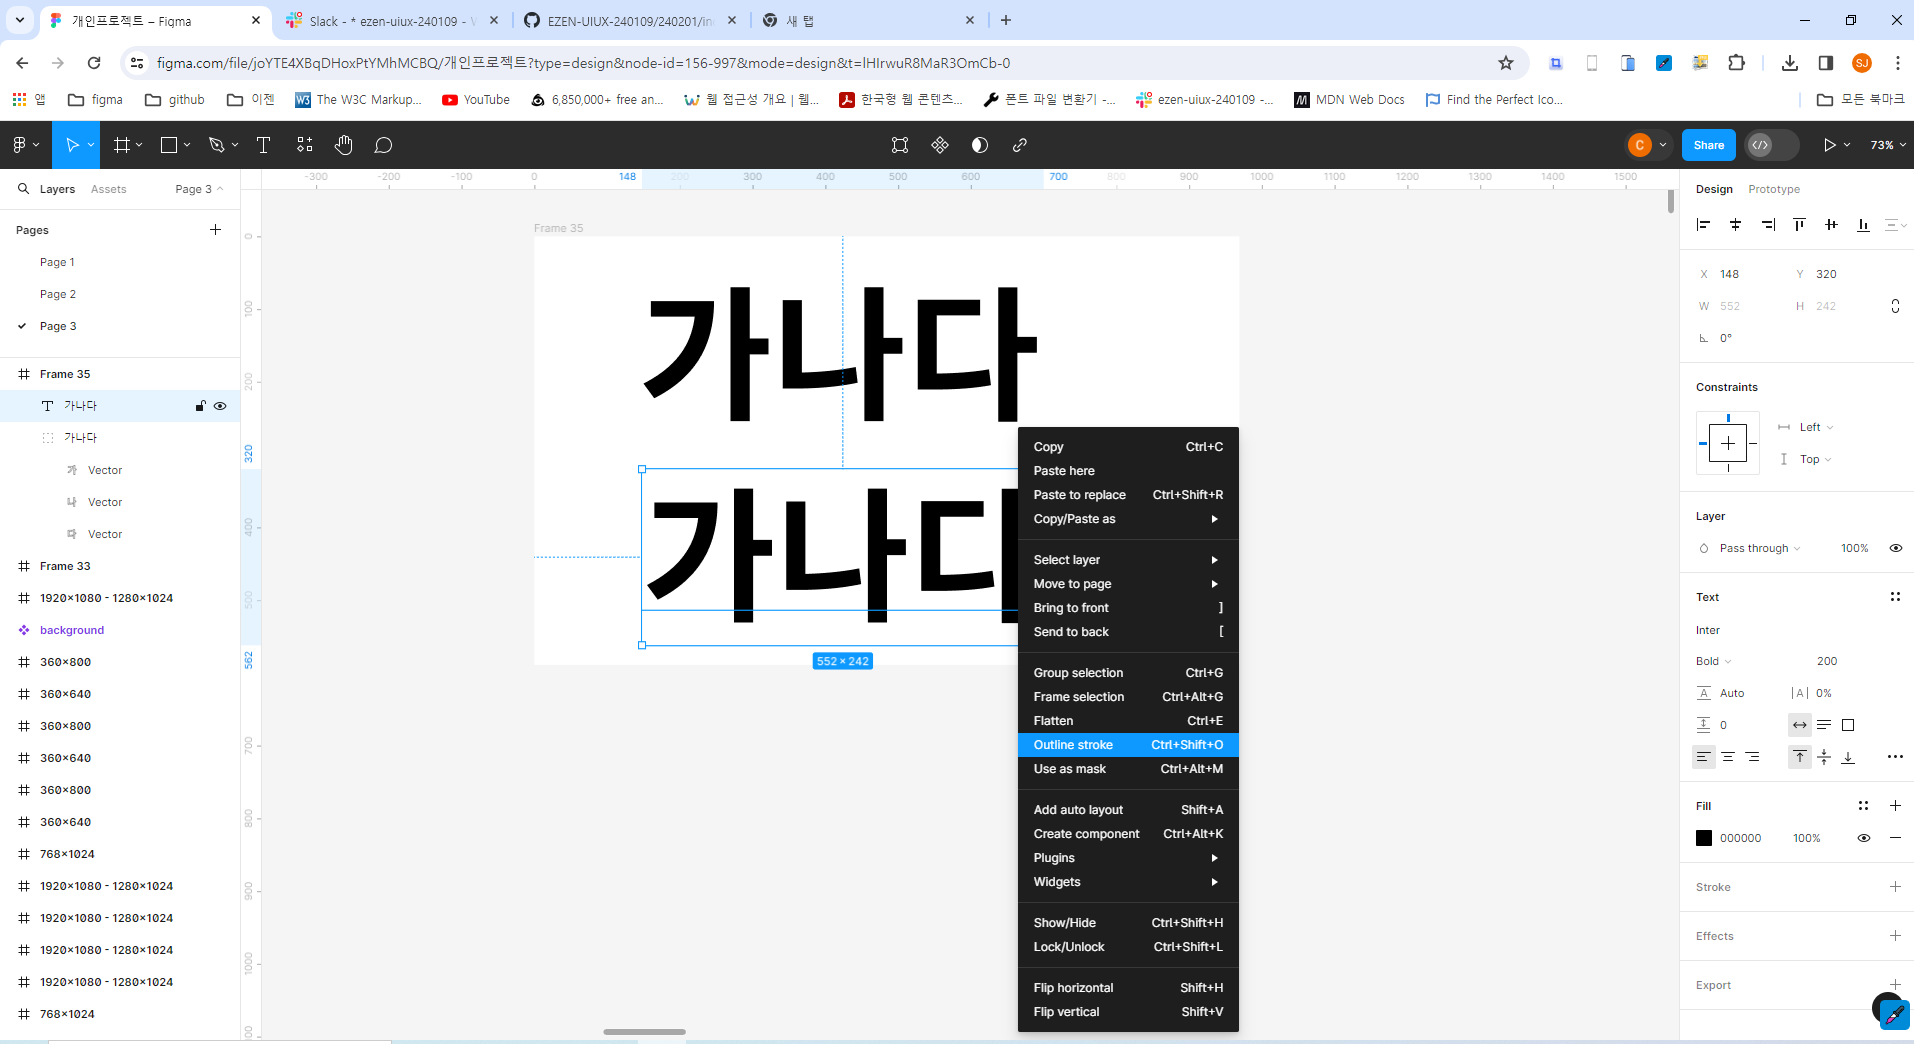 개인프로젝트 – Figma
Slack - * ezen-uiux-240109 - V
EZEN-UIUX-240109/240201/in
새 탭
figma.com/file/joYTE4XBqDHoxPtYMhMCBQ/개인프로젝트?type=design&node-id=156-997&mode=design&t=lHIrwuR8MaR3OmCb-0
SJ
앱
figma
github
이젠
The W3C Markup...
YouTube
6,850,000+ free an...
웹 접근성 개요 | 웹...
한국형 웹 콘텐츠...
폰트 파일 변환기 -...
ezen-uiux-240109 -...
MDN Web Docs
Find the Perfect Ico...
모든 북마크
C
Share
73%
Layers
Assets
Page 3
-300
-200
-100
0
148
200
300
400
500
600
700
800
900
1000
1100
1200
1300
1400
1500
Design
Prototype
Pages
Page 1
Page 2
Page 3
Frame 35
가나다
가나다
Vector
Vector
Vector
Frame 33
1920×1080 - 1280×1024
background
360×800
360×640
360×800
360×640
360×800
360×640
768×1024
1920×1080 - 1280×1024
1920×1080 - 1280×1024
1920×1080 - 1280×1024
1920×1080 - 1280×1024
768×1024
0
100
200
320
400
500
562
700
800
900
1000
Frame 35
가나다
가나다
552 × 242
Copy Ctrl+C
Paste here
Paste to replace Ctrl+Shift+R
Copy/Paste as
Select layer
Move to page
Bring to front ]
Send to back [
Group selection Ctrl+G
Frame selection Ctrl+Alt+G
Flatten Ctrl+E
Outline stroke Ctrl+Shift+O
Use as mask Ctrl+Alt+M
Add auto layout Shift+A
Create component Ctrl+Alt+K
Plugins
Widgets
Show/Hide Ctrl+Shift+H
Lock/Unlock Ctrl+Shift+L
Flip horizontal Shift+H
Flip vertical Shift+V
X 148 Y 320
W 552 H 242
0°
Constraints
Left
Top
Layer
Pass through 100%
Text
Inter
Bold 200
Auto |A| 0%
0
Fill
000000 100%
Stroke
Effects
Export